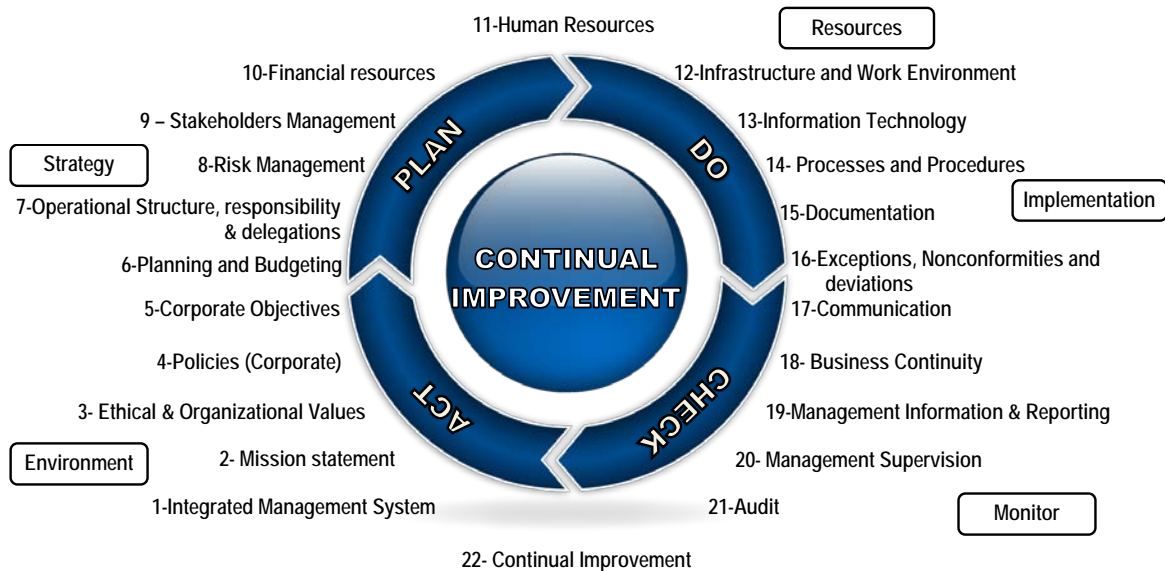 11-Human Resources
Resources
10-Financial resources
12-Infrastructure and Work Environment
9 – Stakeholders Management
13-Information Technology
PLAN
DO
Strategy
8-Risk Management
14- Processes and Procedures
Implementation
7-Operational Structure, responsibility
& delegations
15-Documentation
6-Planning and Budgeting
CONTINUAL
IMPROVEMENT
16-Exceptions, Nonconformities and
deviations
5-Corporate Objectives
17-Communication
4-Policies (Corporate)
18- Business Continuity
ACT
CHECK
3- Ethical & Organizational Values
19-Management Information & Reporting
Environment
2- Mission statement
20- Management Supervision
1-Integrated Management System
21-Audit
Monitor
22- Continual Improvement